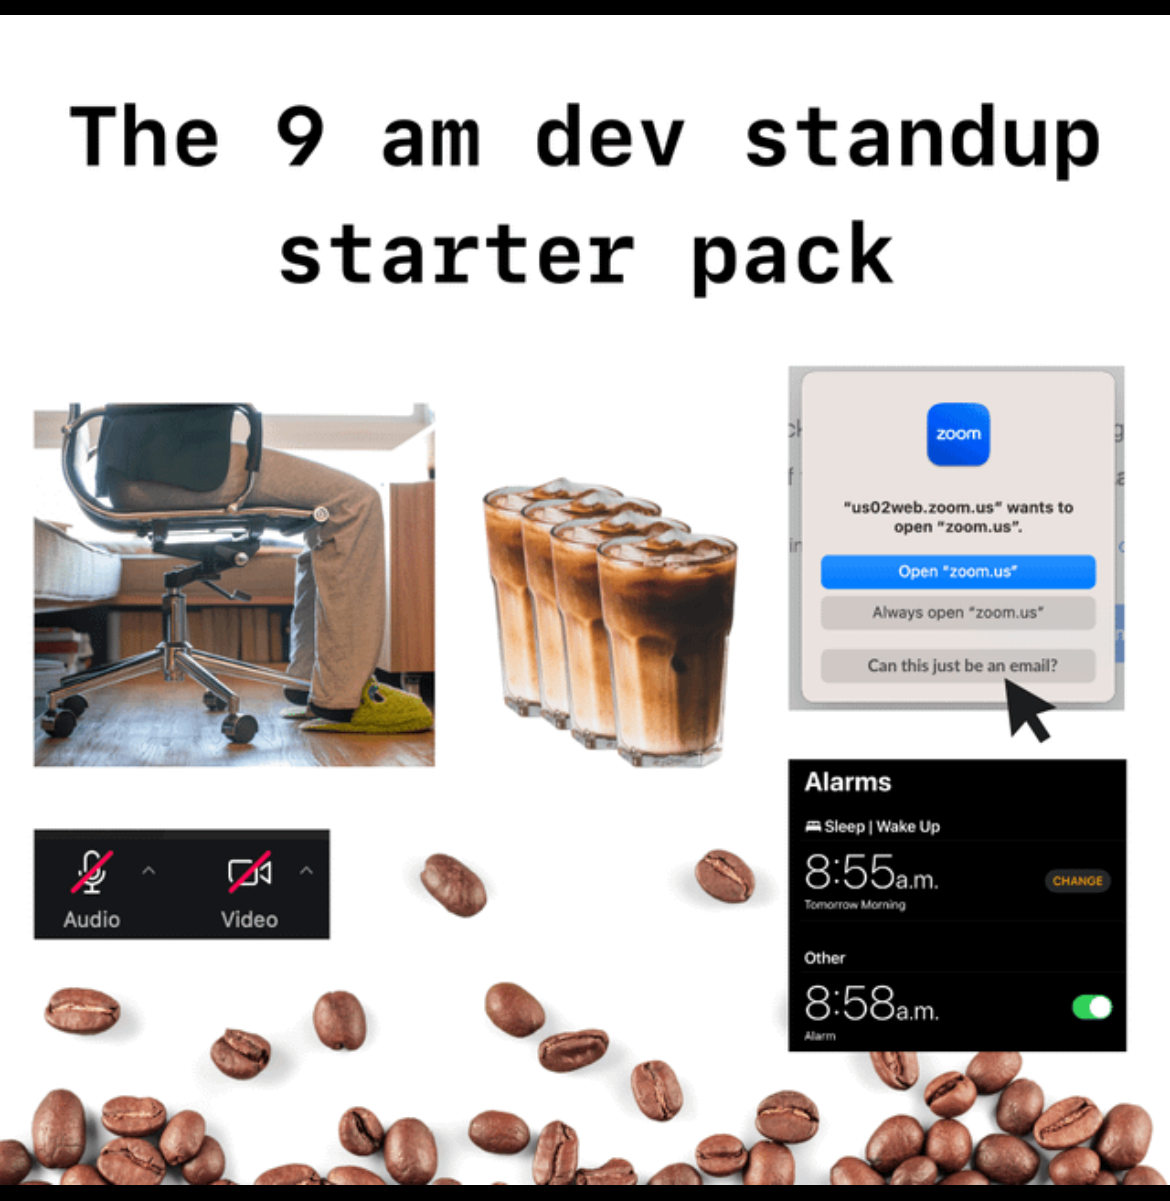 The 9 am dev standup
starter pack
zoom
"us02web.zoom.us" wants to
open "zoom.us".
Open "zoom.us"
Always open "zoom.us"
Can this just be an email?
Alarms
Sleep | Wake Up
8:55a.m.
CHANGE
Tomorrow Morning
Other
8:58a.m.
Alarm
Audio
Video